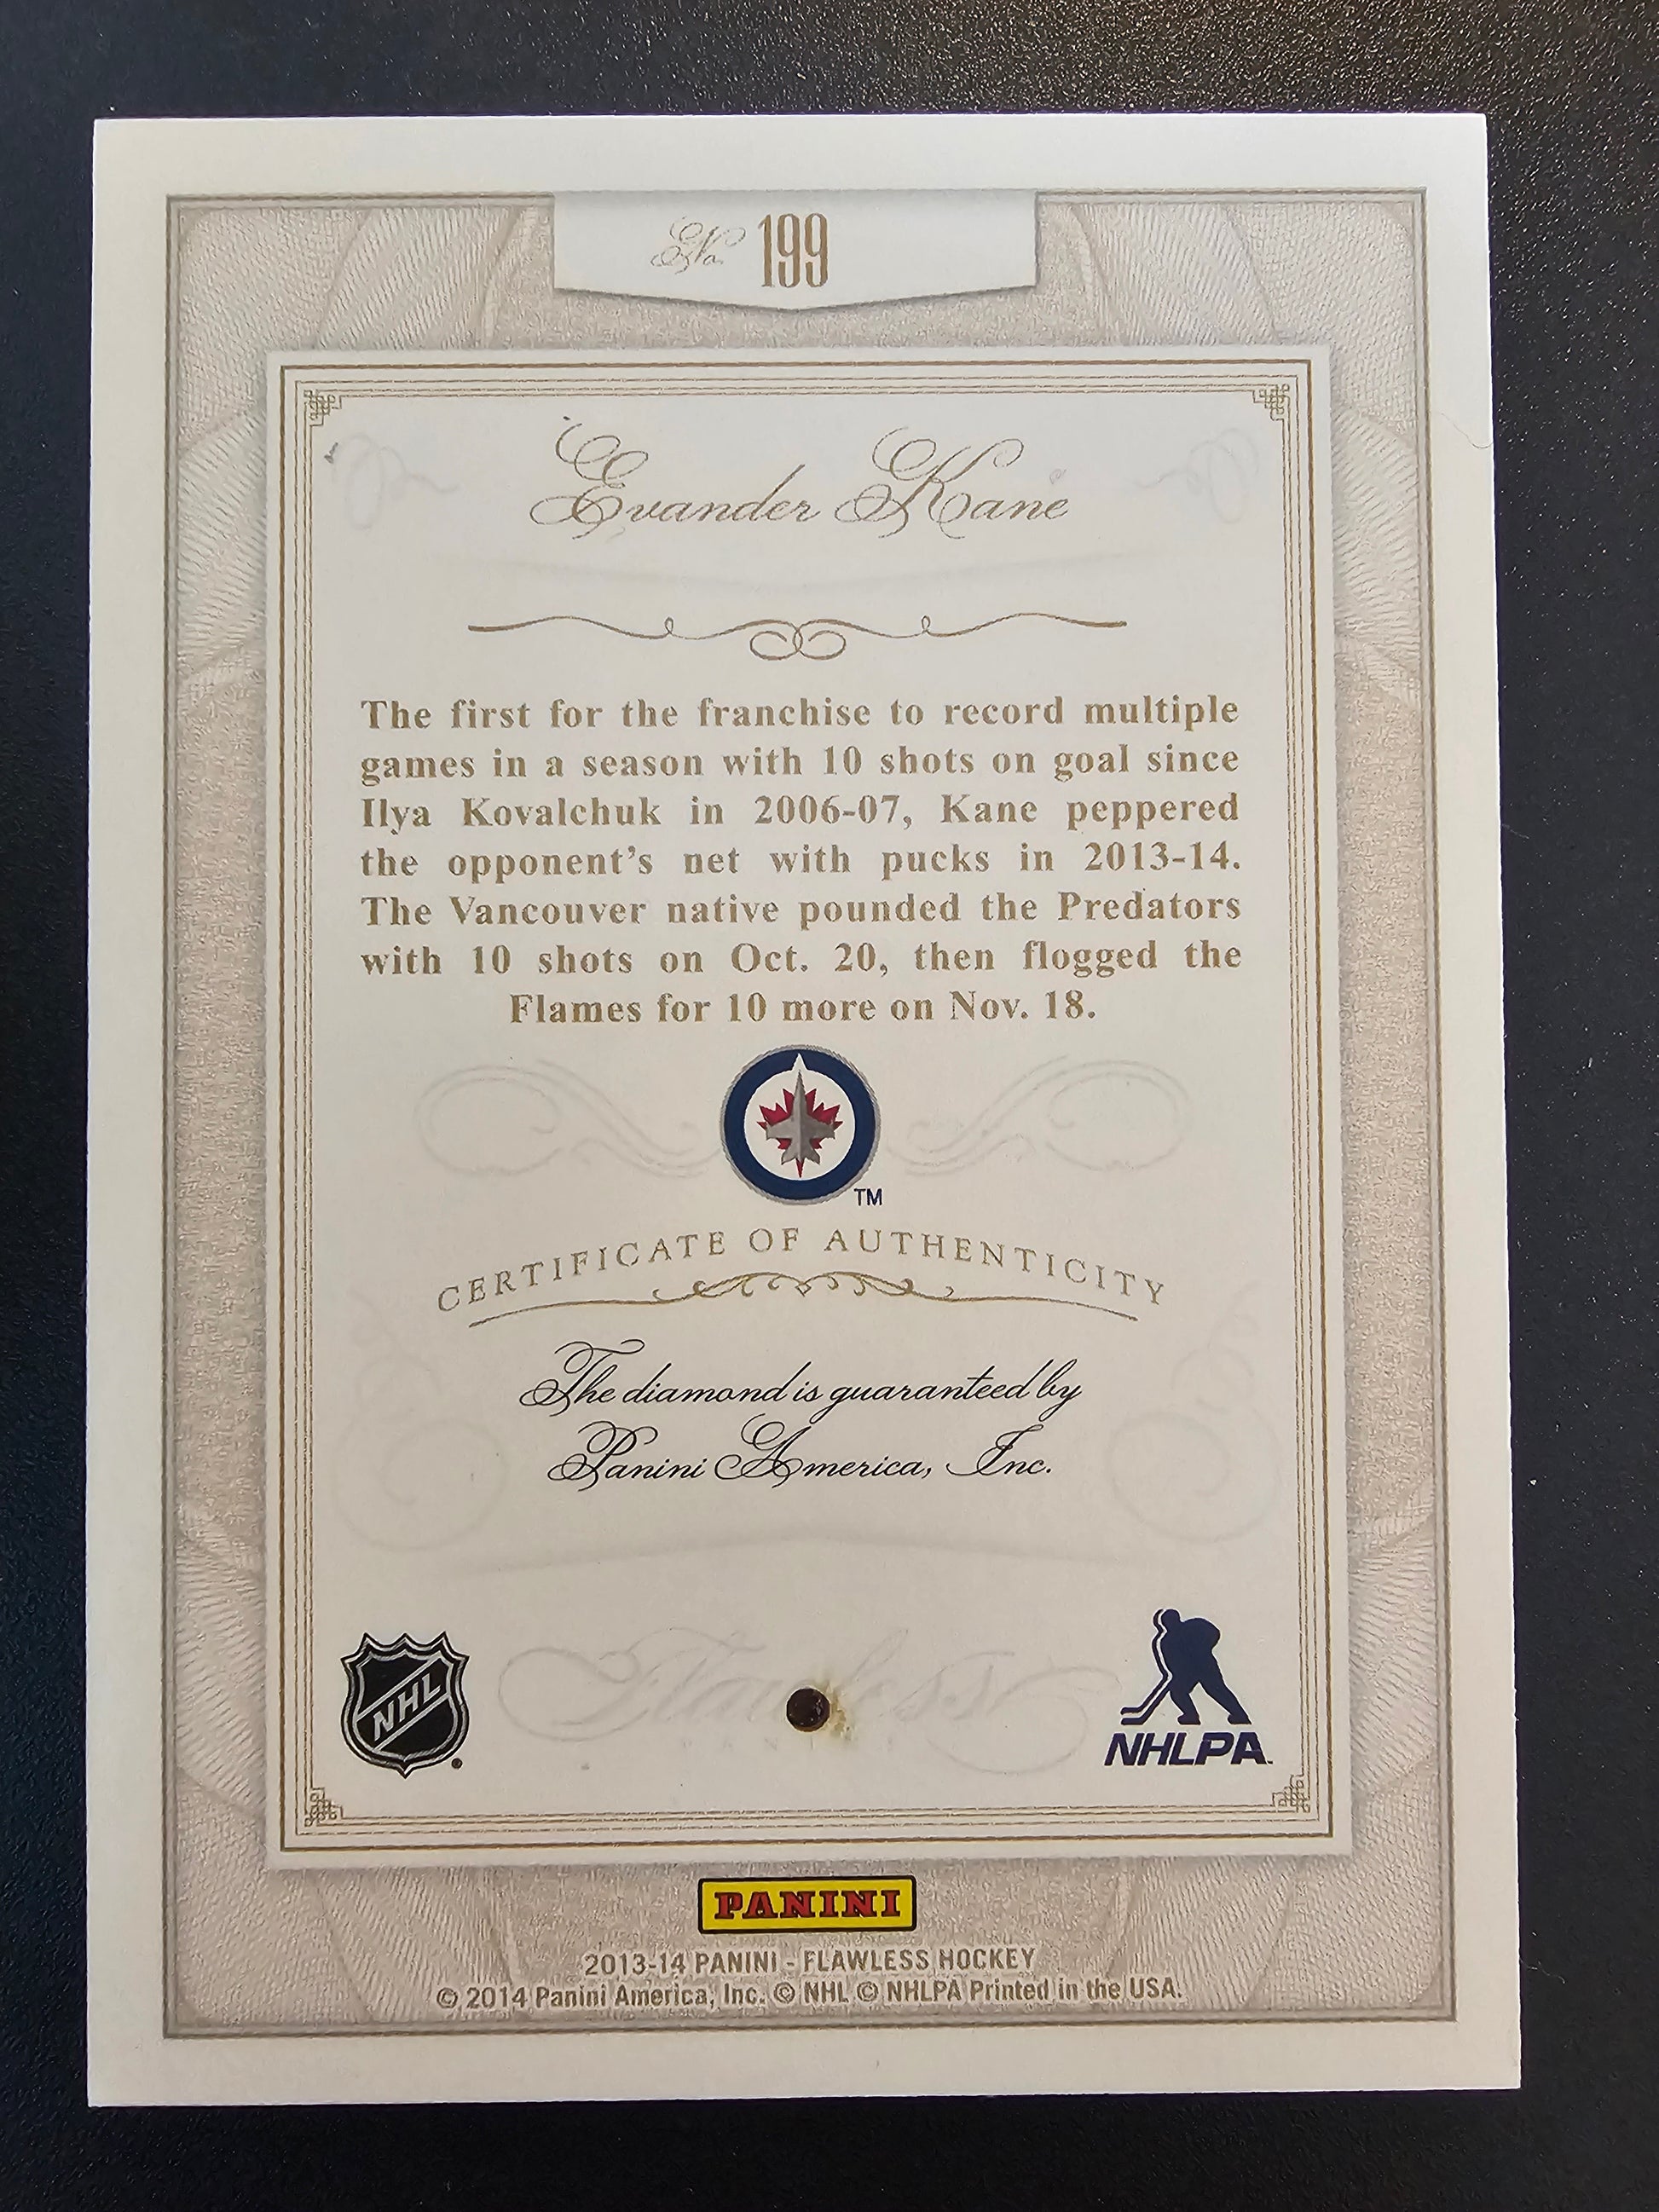 No. 199
Evander Kane
The first for the franchise to record multiple
games in a season with 10 shots on goal since
Ilya Kovalchuk in 2006-07, Kane peppered
the opponent's net with pucks in 2013-14.
The Vancouver native pounded the Predators
with 10 shots on Oct. 20, then flogged the
Flames for 10 more on Nov. 18.
TM
CERTIFICATE OF AUTHENTICITY
The diamond is guaranteed by
Panini America, Inc.
NHL
Flawless
NHLPA
PANINI
2013-14 PANINI - FLAWLESS HOCKEY
© 2014 Panini America, Inc. © NHL © NHLPA Printed in the USA.